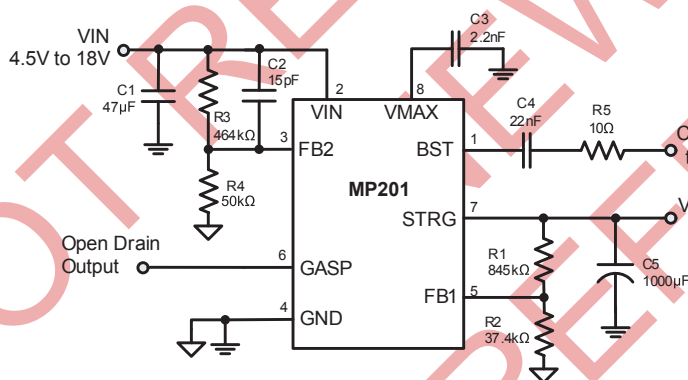 VIN
4.5V to 18V
C1
47µF
R3
464kΩ
C2
15pF
R4
50kΩ
Open Drain
Output
2
VIN
3
FB2
6
GASP
4
GND
MP201
8
VMAX
1
BST
7
STRG
5
FB1
C3
2.2nF
C4
22nF
R5
10Ω
R1
845kΩ
R2
37.4kΩ
C5
1000µF
V